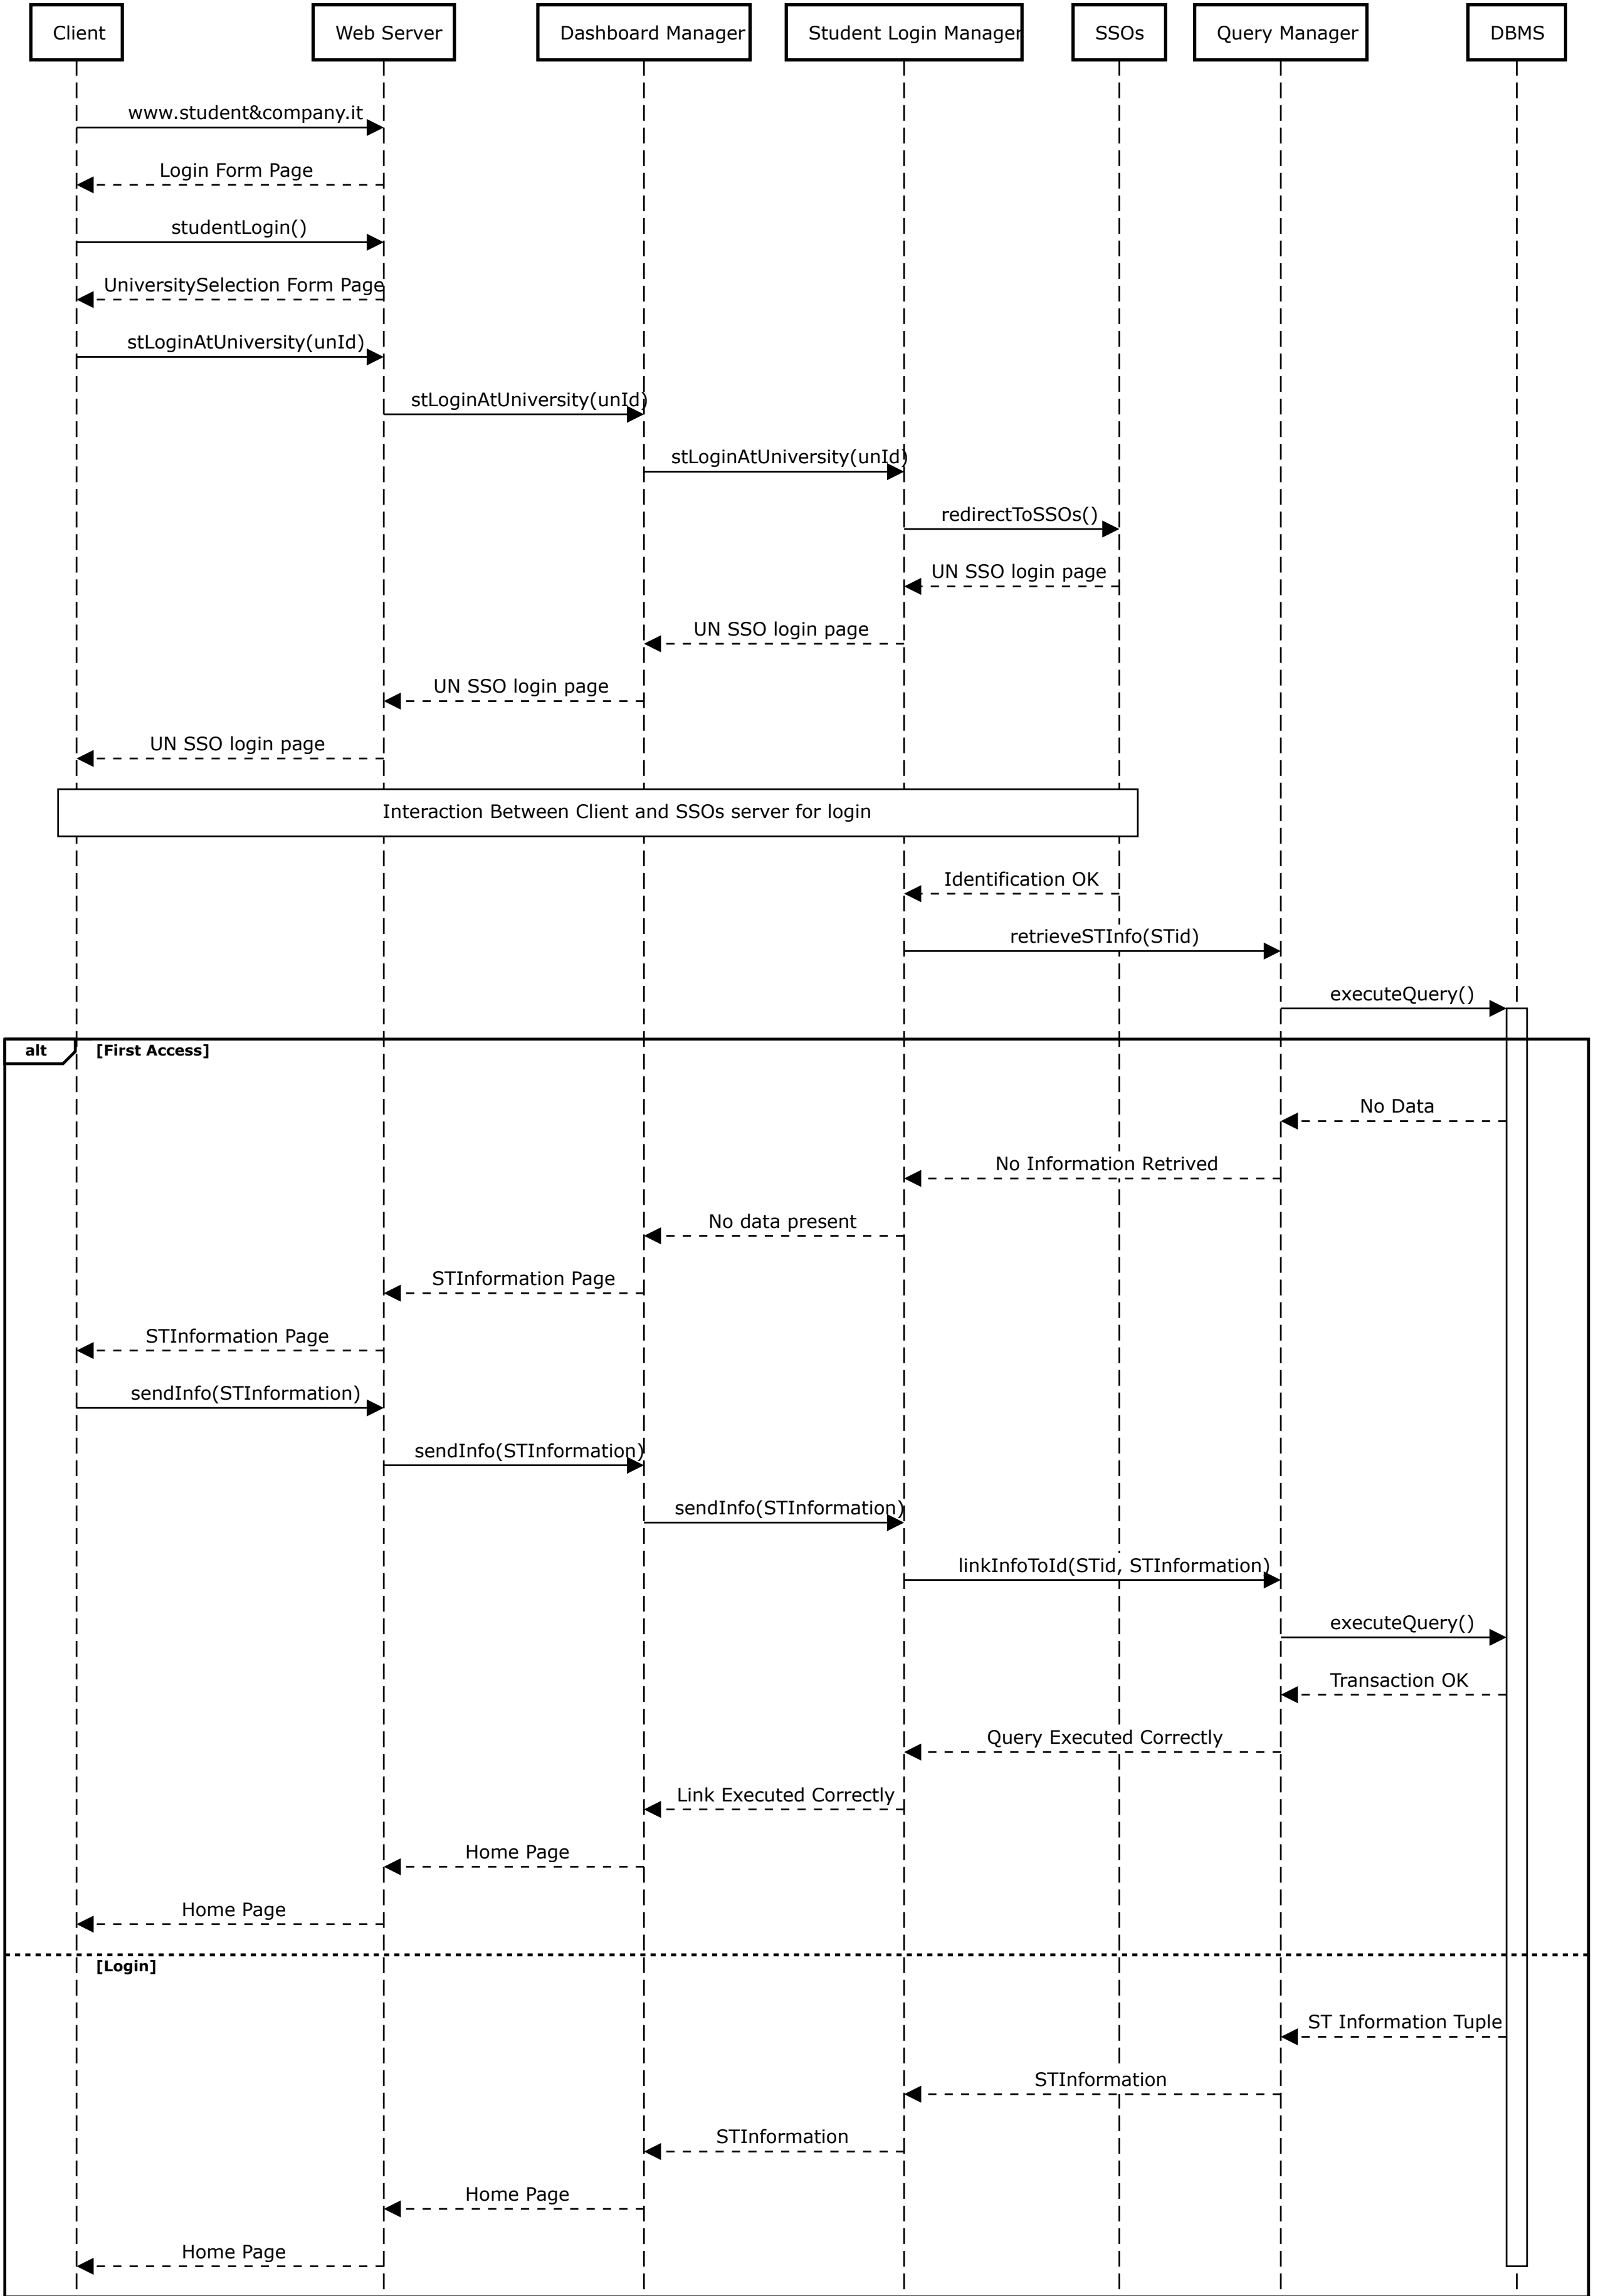 Client
Web Server
Dashboard Manager
Student Login Manager
SSOs
Query Manager
DBMS
www.student&company.it
Login Form Page
studentLogin()
UniversitySelection Form Page
stLoginAtUniversity(unId)
stLoginAtUniversity(unId)
stLoginAtUniversity(unId)
redirectToSSOs()
UN SSO login page
UN SSO login page
UN SSO login page
UN SSO login page
Interaction Between Client and SSOs server for login
Identification OK
retrieveSTInfo(STid)
executeQuery()
alt
[First Access]
No Data
No Information Retrived
No data present
STInformation Page
STInformation Page
sendInfo(STInformation)
sendInfo(STInformation)
sendInfo(STInformation)
linkInfoToId(STid, STInformation)
executeQuery()
Transaction OK
Query Executed Correctly
Link Executed Correctly
Home Page
Home Page
[Login]
ST Information Tuple
STInformation
STInformation
Home Page
Home Page